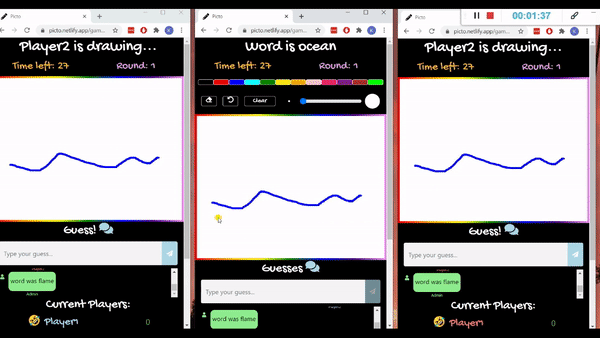 Picto
picto.netlify.app/gam
Player2 is drawing...
Time left: 27
Round: 1
Guess!
Type your guess...
word was flame
Admin
Current Players:
Player1
0
Picto
picto.netlify.app/gam
Word is ocean
Time left: 27
Round: 1
clear
Guesses
Type your guess...
word was flame
00:01:37
Picto
picto.netlify.app/gam
Player2 is drawing...
Time left: 27
Round: 1
Guess!
Type your guess...
word was flame
Admin
Current Players:
Player1
0